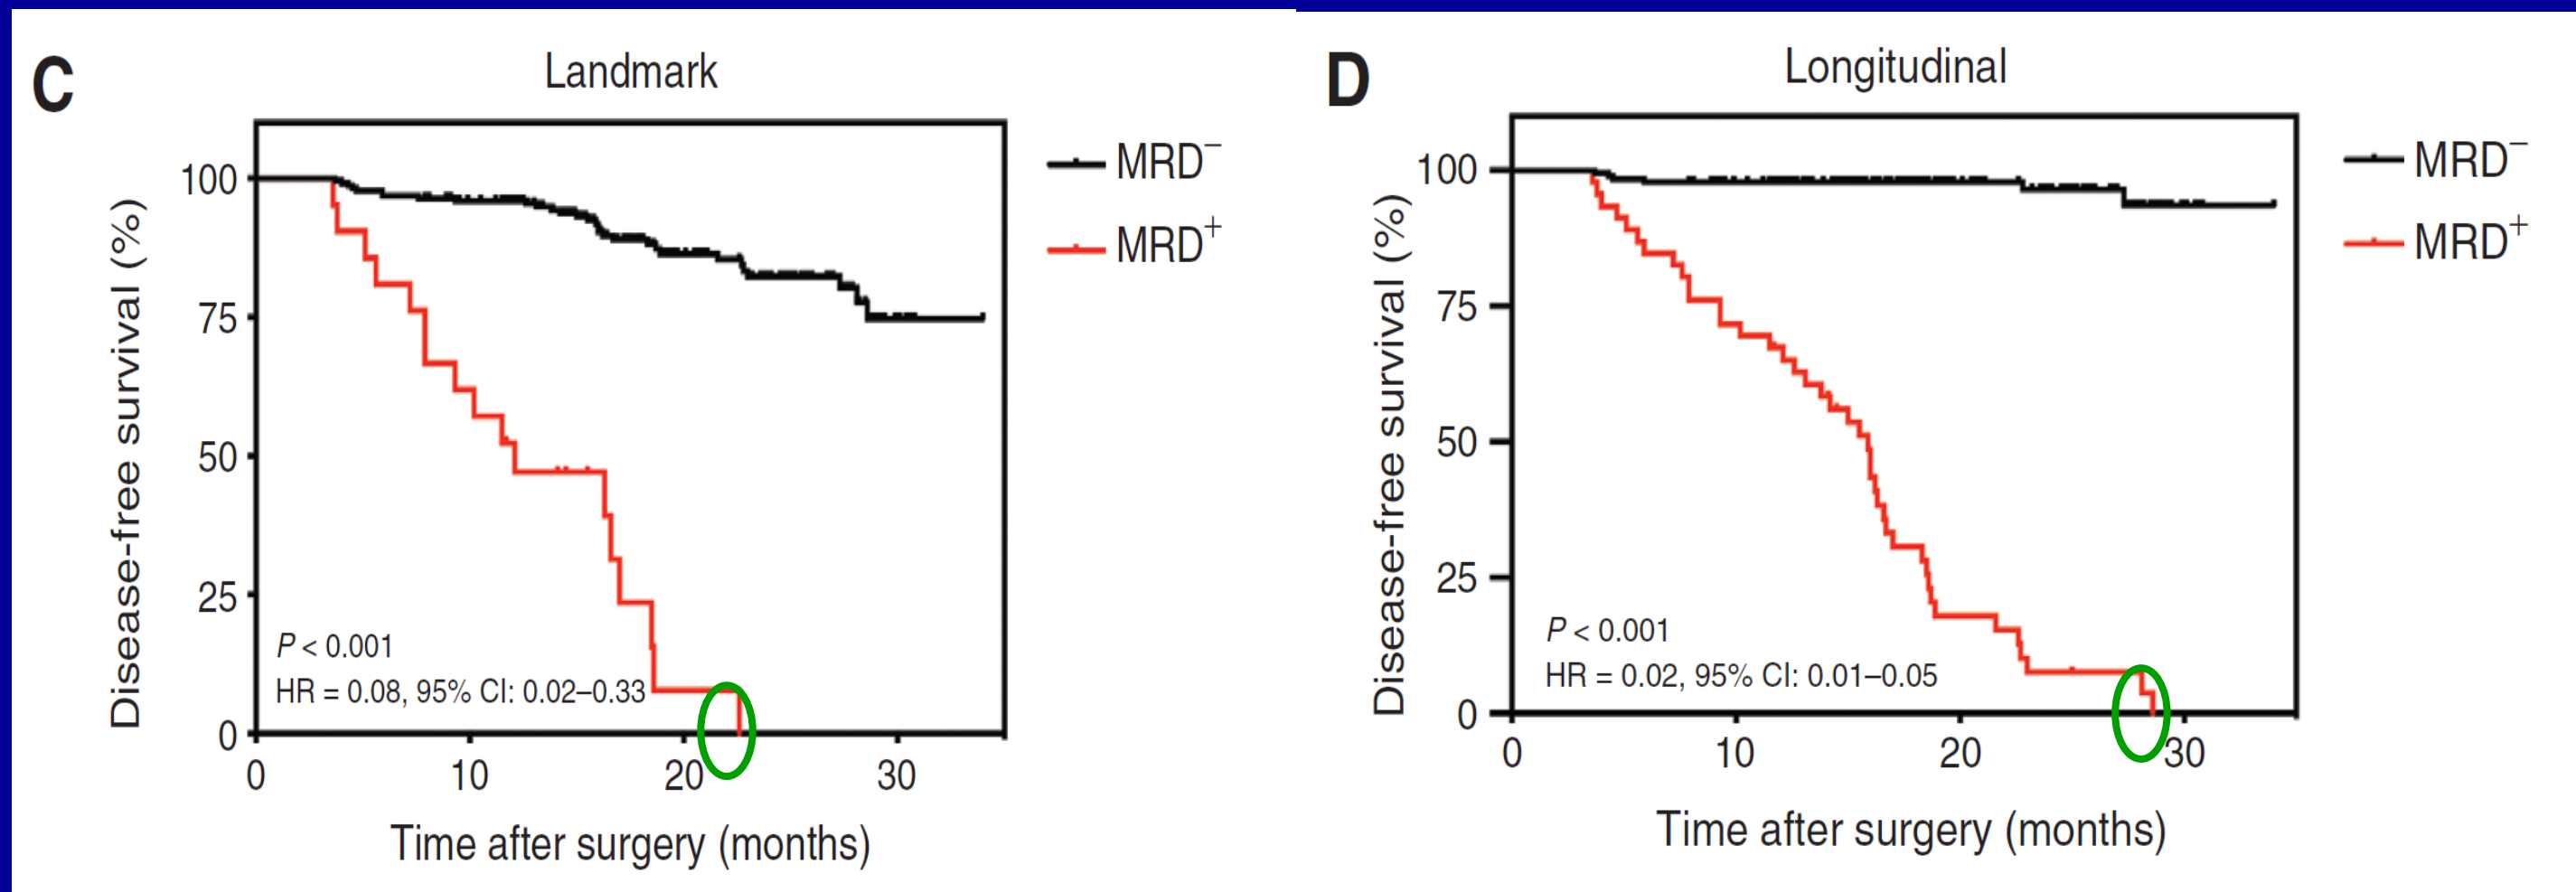 C
Landmark
Disease-free survival (%)
100
75
50
25
0
P < 0.001
HR = 0.08, 95% CI: 0.02–0.33
0 10 20 30
Time after surgery (months)
MRD−
MRD+
D
Longitudinal
Disease-free survival (%)
100
75
50
25
0
P < 0.001
HR = 0.02, 95% CI: 0.01–0.05
0 10 20 30
Time after surgery (months)
MRD−
MRD+